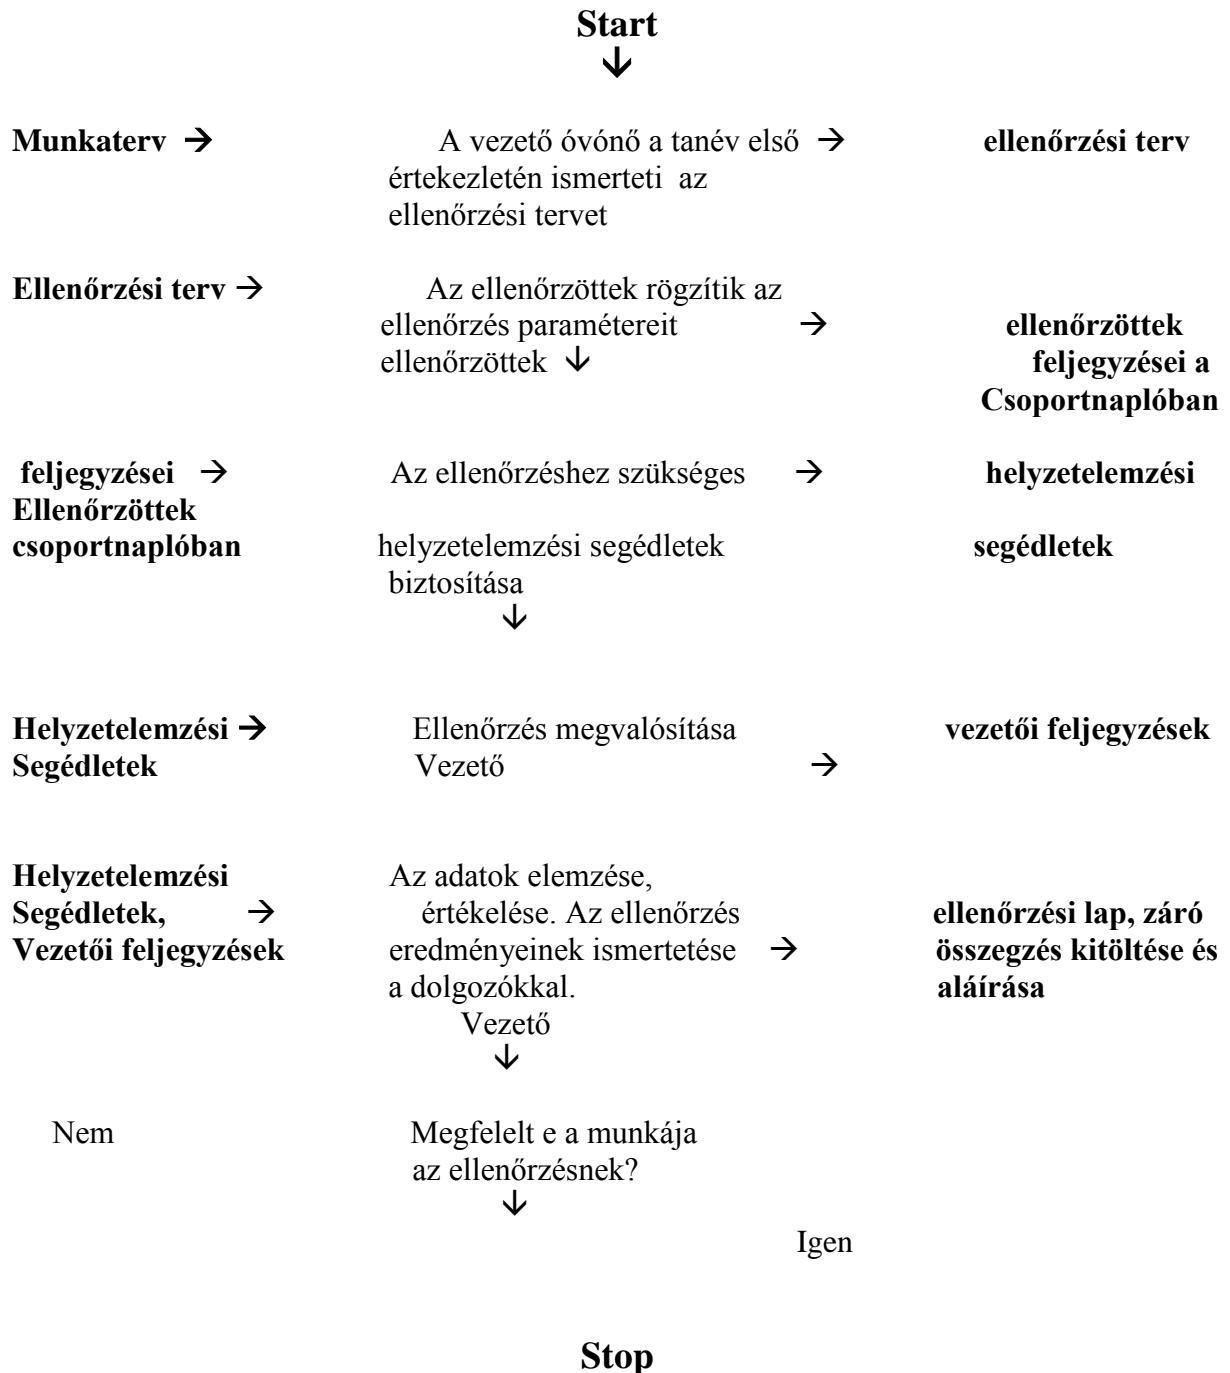 Start
↓
Munkaterv → A vezető óvónő a tanév első → ellenőrzési terv
értekezletén ismerteti az
ellenőrzési tervet
Ellenőrzési terv → Az ellenőrzöttek rögzítik az
ellenőrzés paramétereit → ellenőrzöttek
ellenőrzöttek ↓ feljegyzései a
Csoportnaplóban
feljegyzései → Az ellenőrzéshez szükséges → helyzetelemzési
Ellenőrzöttek
csoportnaplóban helyzetelemzési segédletek segédletek
biztosítása
↓
Helyzetelemzési → Ellenőrzés megvalósítása vezetői feljegyzések
Segédletek Vezető →
Helyzetelemzési Az adatok elemzése,
Segédletek, → értékelése. Az ellenőrzés ellenőrzési lap, záró
Vezetői feljegyzések eredményeinek ismertetése → összegzés kitöltése és
a dolgozókkal. aláírása
Vezető
↓
Nem Megfelelt e a munkája
az ellenőrzésnek?
↓
Igen
Stop